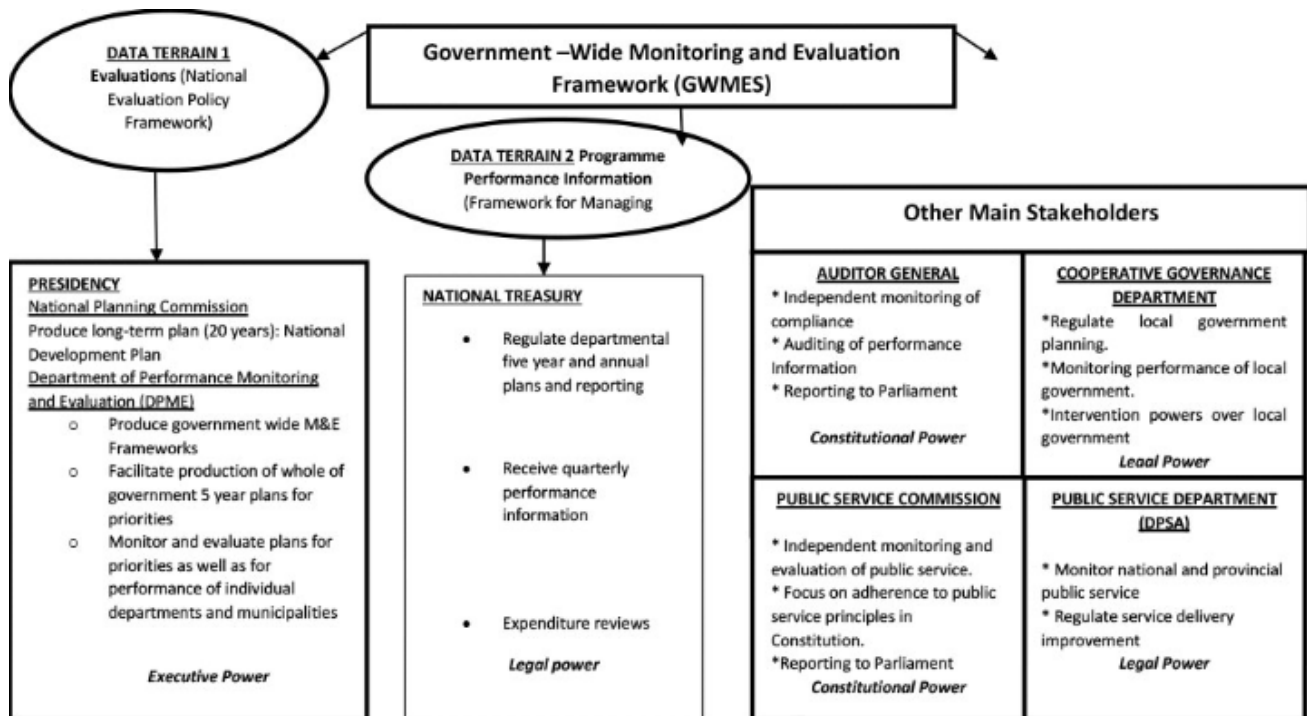 Government –Wide Monitoring and Evaluation
Framework (GWMES)
DATA TERRAIN 1
Evaluations (National
Evaluation Policy
Framework)
DATA TERRAIN 2 Programme
Performance Information
(Framework for Managing
PRESIDENCY
National Planning Commission
Produce long-term plan (20 years): National
Development Plan
Department of Performance Monitoring
and Evaluation (DPME)
o Produce government wide M&E
Frameworks
o Facilitate production of whole of
government 5 year plans for
priorities
o Monitor and evaluate plans for
priorities as well as for
performance of individual
departments and municipalities
Executive Power
NATIONAL TREASURY
• Regulate departmental
five year and annual
plans and reporting
• Receive quarterly
performance
information
• Expenditure reviews
Legal power
Other Main Stakeholders
AUDITOR GENERAL
* Independent monitoring of
compliance
* Auditing of performance
Information
* Reporting to Parliament
Constitutional Power
COOPERATIVE GOVERNANCE
DEPARTMENT
*Regulate local government
planning.
*Monitoring performance of local
government.
*Intervention powers over local
government
Legal Power
PUBLIC SERVICE COMMISSION
* Independent monitoring and
evaluation of public service.
* Focus on adherence to public
service principles in
Constitution.
*Reporting to Parliament
Constitutional Power
PUBLIC SERVICE DEPARTMENT
(DPSA)
* Monitor national and provincial
public service
* Regulate service delivery
improvement
Legal Power